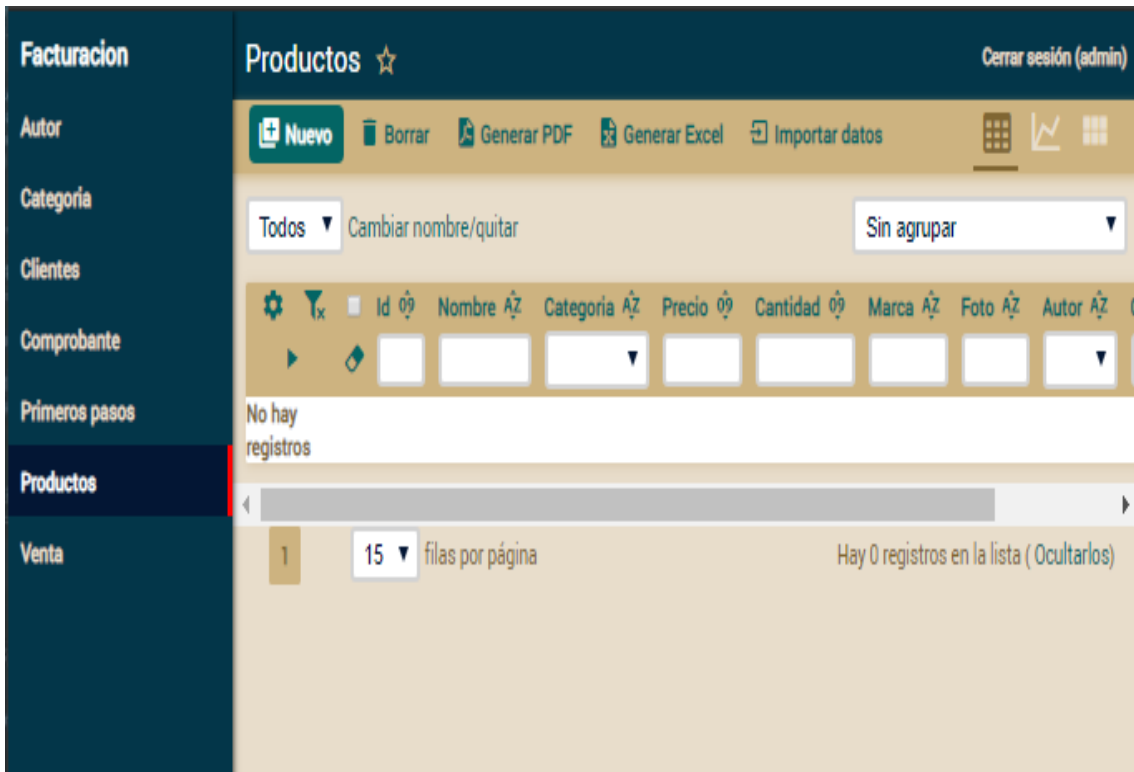 Facturacion
Autor
Categoria
Clientes
Comprobante
Primeros pasos
Productos
Venta
Productos
Cerrar sesión (admin)
Nuevo Borrar Generar PDF Generar Excel Importar datos
Todos Cambiar nombre/quitar Sin agrupar
Id Nombre Categoria Precio Cantidad Marca Foto Autor
No hay
registros
1 15 filas por página Hay 0 registros en la lista ( Ocultarlos)